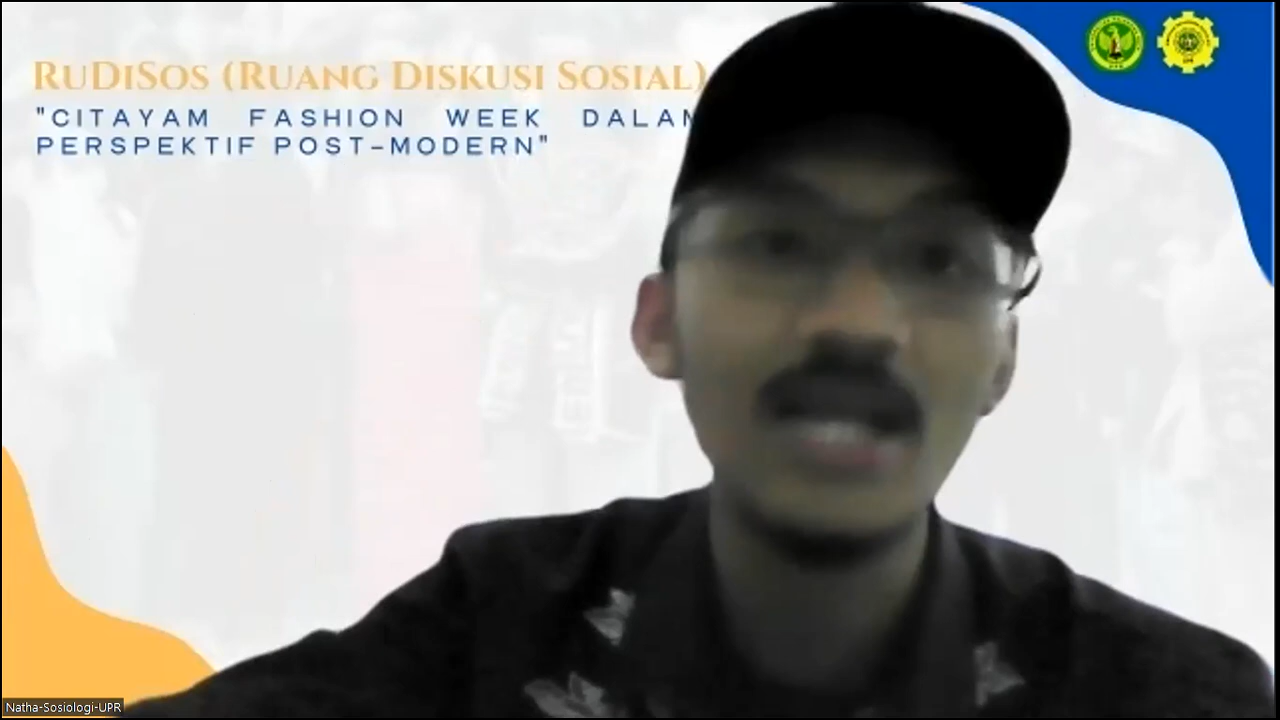 RuDiSos (Ruang Diskusi Sosial)
"CITAYAM FASHION WEEK DALAM
PERSPEKTIF POST-MODERN"
Natha-Sosiologi-UPR